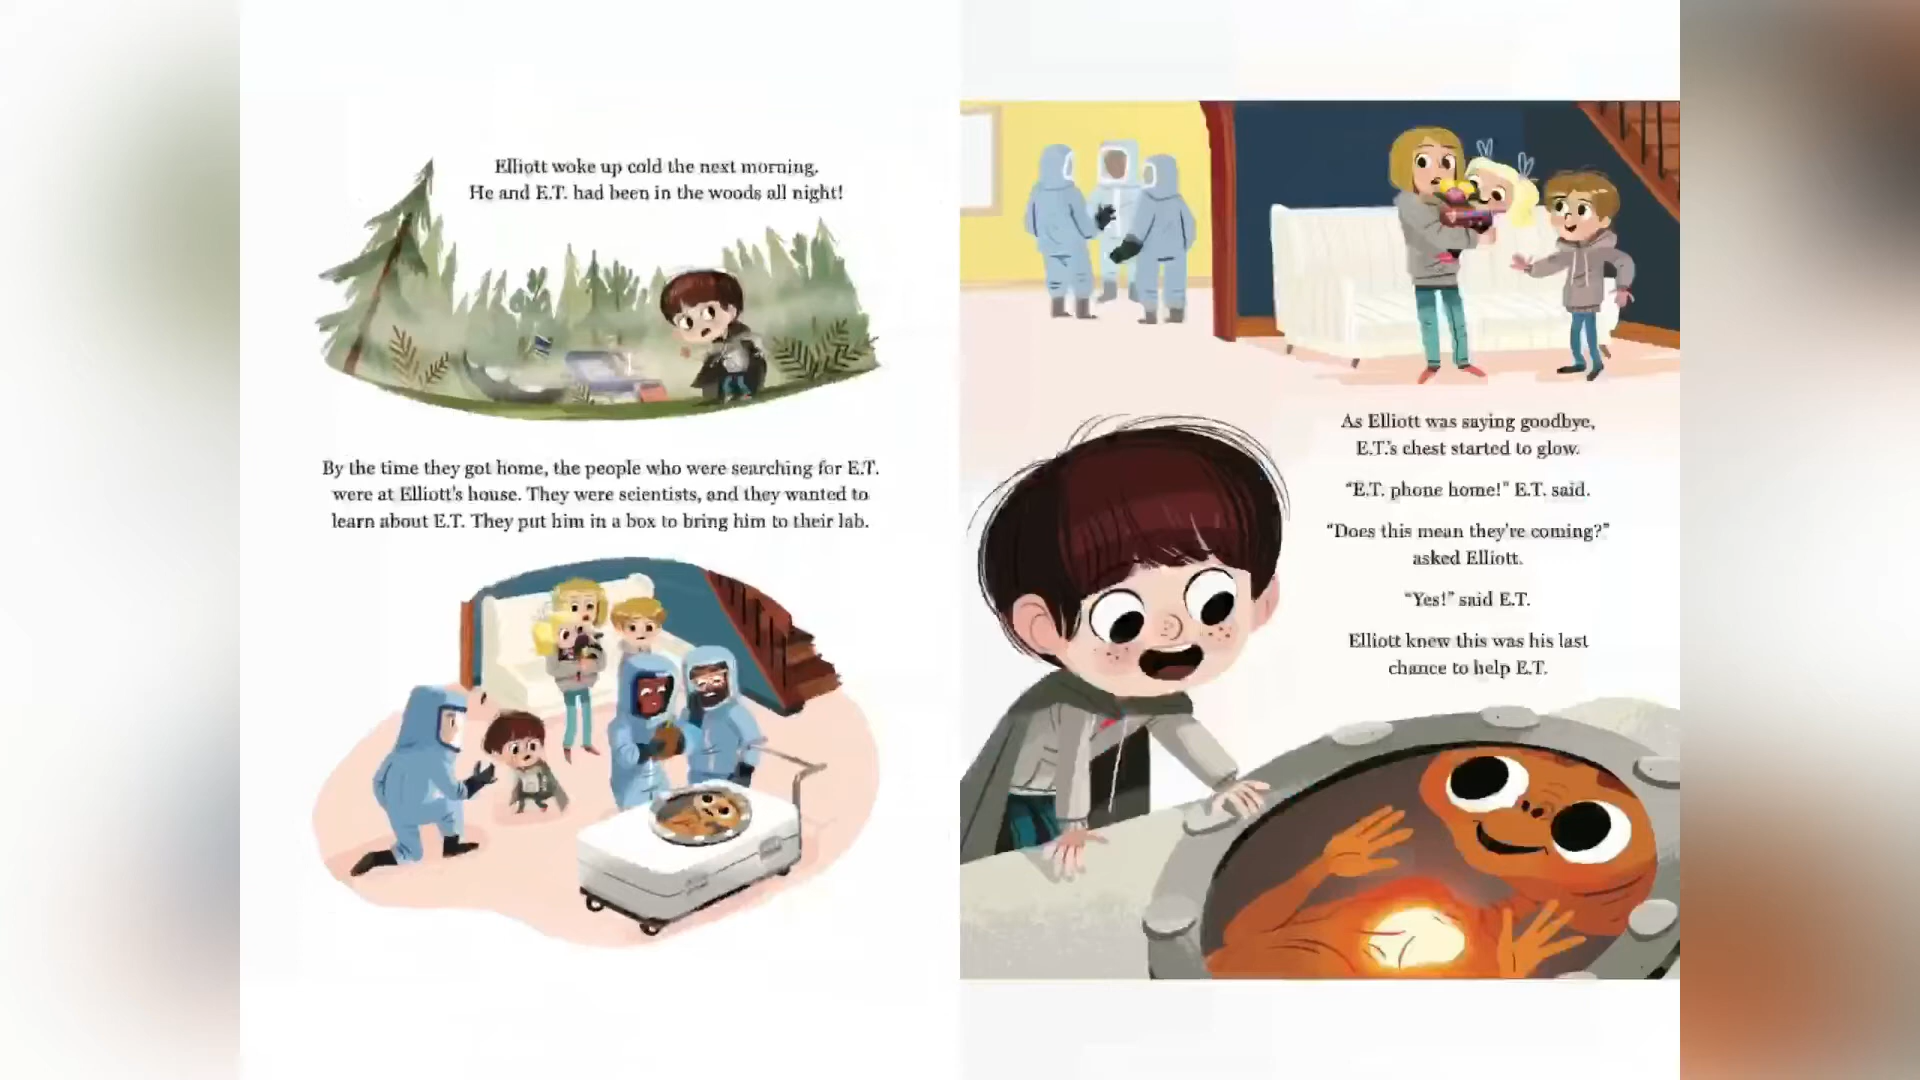 Elliott woke up cold the next morning.
He and E.T. had been in the woods all night!
By the time they got home, the people who were searching for E.T.
were at Elliott's house. They were scientists, and they wanted to
learn about E.T. They put him in a box to bring him to their lab.
As Elliott was saying goodbye,
E.T.'s chest started to glow.
“E.T. phone home!” E.T. said.
“Does this mean they're coming?”
asked Elliott.
“Yes!” said E.T.
Elliott knew this was his last
chance to help E.T.